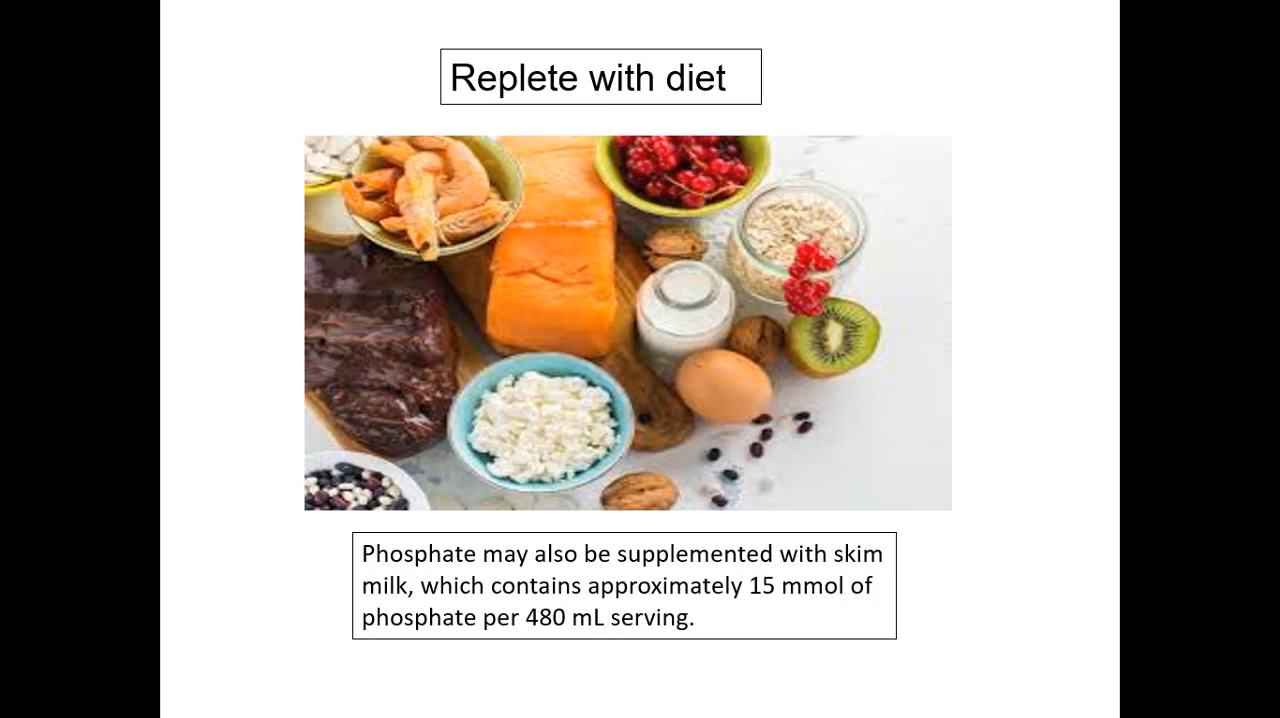 Replete with diet
Phosphate may also be supplemented with skim
milk, which contains approximately 15 mmol of
phosphate per 480 mL serving.